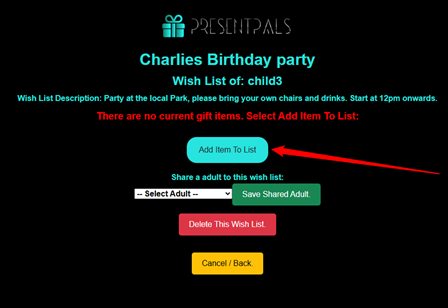 PRESENTPALS
Charlies Birthday party
Wish List of: child3
Wish List Description: Party at the local Park, please bring your own chairs and drinks. Start at 12pm onwards.
There are no current gift items. Select Add Item To List:
Add Item To List
Share a adult to this wish list:
-- Select Adult -- Save Shared Adult.
Delete This Wish List.
Cancel / Back.